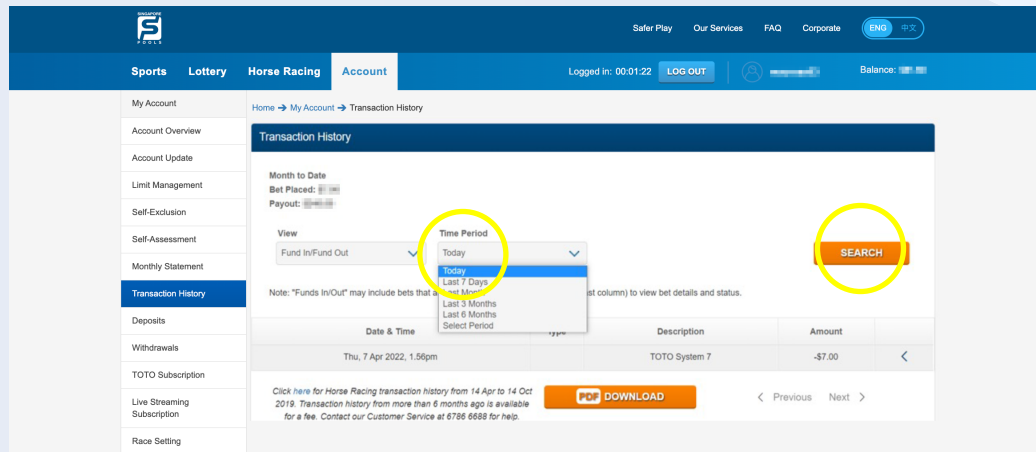 SINGAPORE
POOLS
Safer Play Our Services FAQ Corporate ENG 中文
Sports Lottery Horse Racing Account Logged in: 00:01:22 LOG OUT Balance:
My Account
Account Overview
Account Update
Limit Management
Self-Exclusion
Self-Assessment
Monthly Statement
Transaction History
Deposits
Withdrawals
TOTO Subscription
Live Streaming
Subscription
Race Setting
Home ➔ My Account ➔ Transaction History
Transaction History
Month to Date
Bet Placed:
Payout:
View Time Period
Fund In/Fund Out Today SEARCH
Today
Last 7 Days
Last Month
Last 3 Months
Last 6 Months
Select Period
Note: "Funds In/Out" may include bets that a st column) to view bet details and status.
Date & Time Type Description Amount
Thu, 7 Apr 2022, 1.56pm TOTO System 7 -$7.00
Click here for Horse Racing transaction history from 14 Apr to 14 Oct
2019. Transaction history from more than 6 months ago is available
for a fee. Contact our Customer Service at 6786 6688 for help.
PDF DOWNLOAD
Previous Next